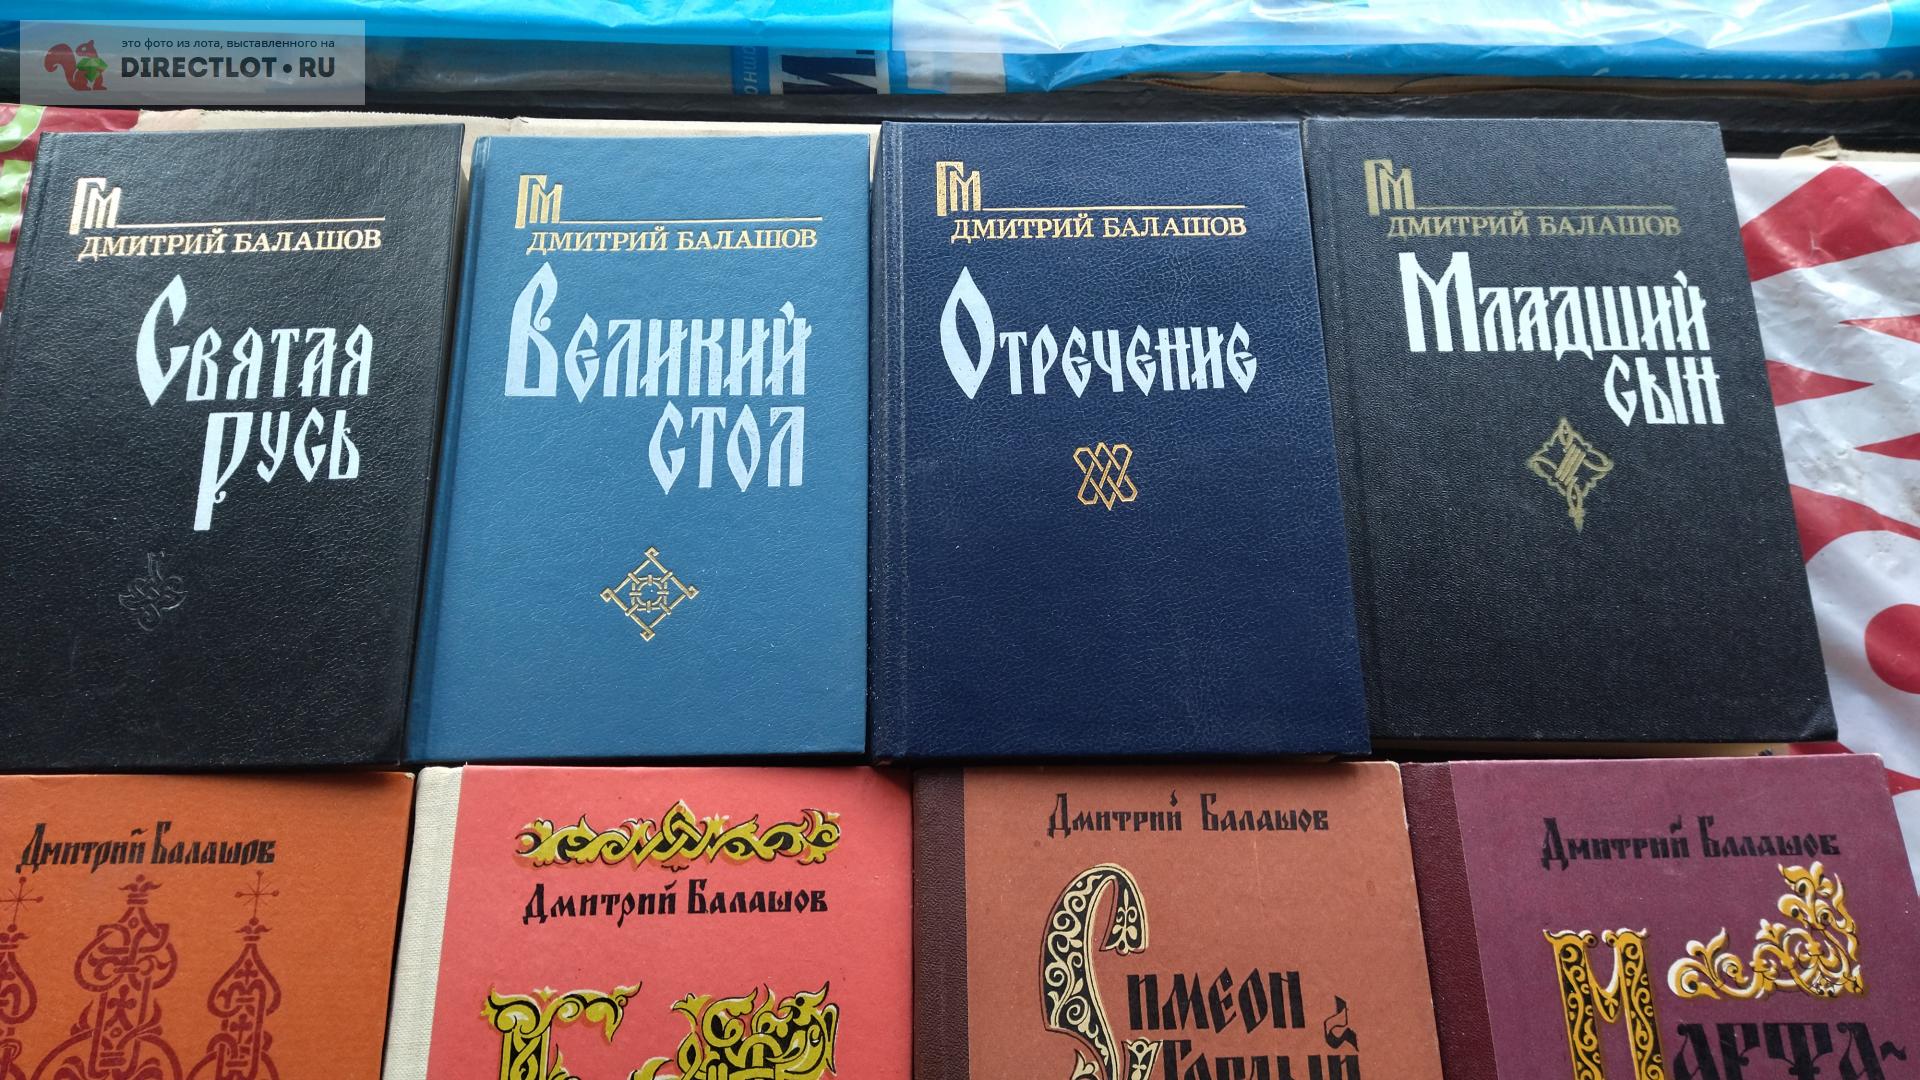 это фото из лота, выставленного на
DIRECTLOT•RU
ГМ
ДМИТРИЙ БАЛАШОВ
СВЯТАЯ
РУСЬ
ГМ
ДМИТРИЙ БАЛАШОВ
ВЕЛИКИЙ
СТОЛ
ГМ
ДМИТРИЙ БАЛАШОВ
ОТРЕЧЕНИЕ
ГМ
ДМИТРИЙ БАЛАШОВ
МЛАДШИЙ
СЫН
Дмитрий Балашов
Дмитрий Балашов
Дмитрий Балашов
СИМЕОН
ГОРДЫЙ
Дмитрий Балашов
МАРФА-